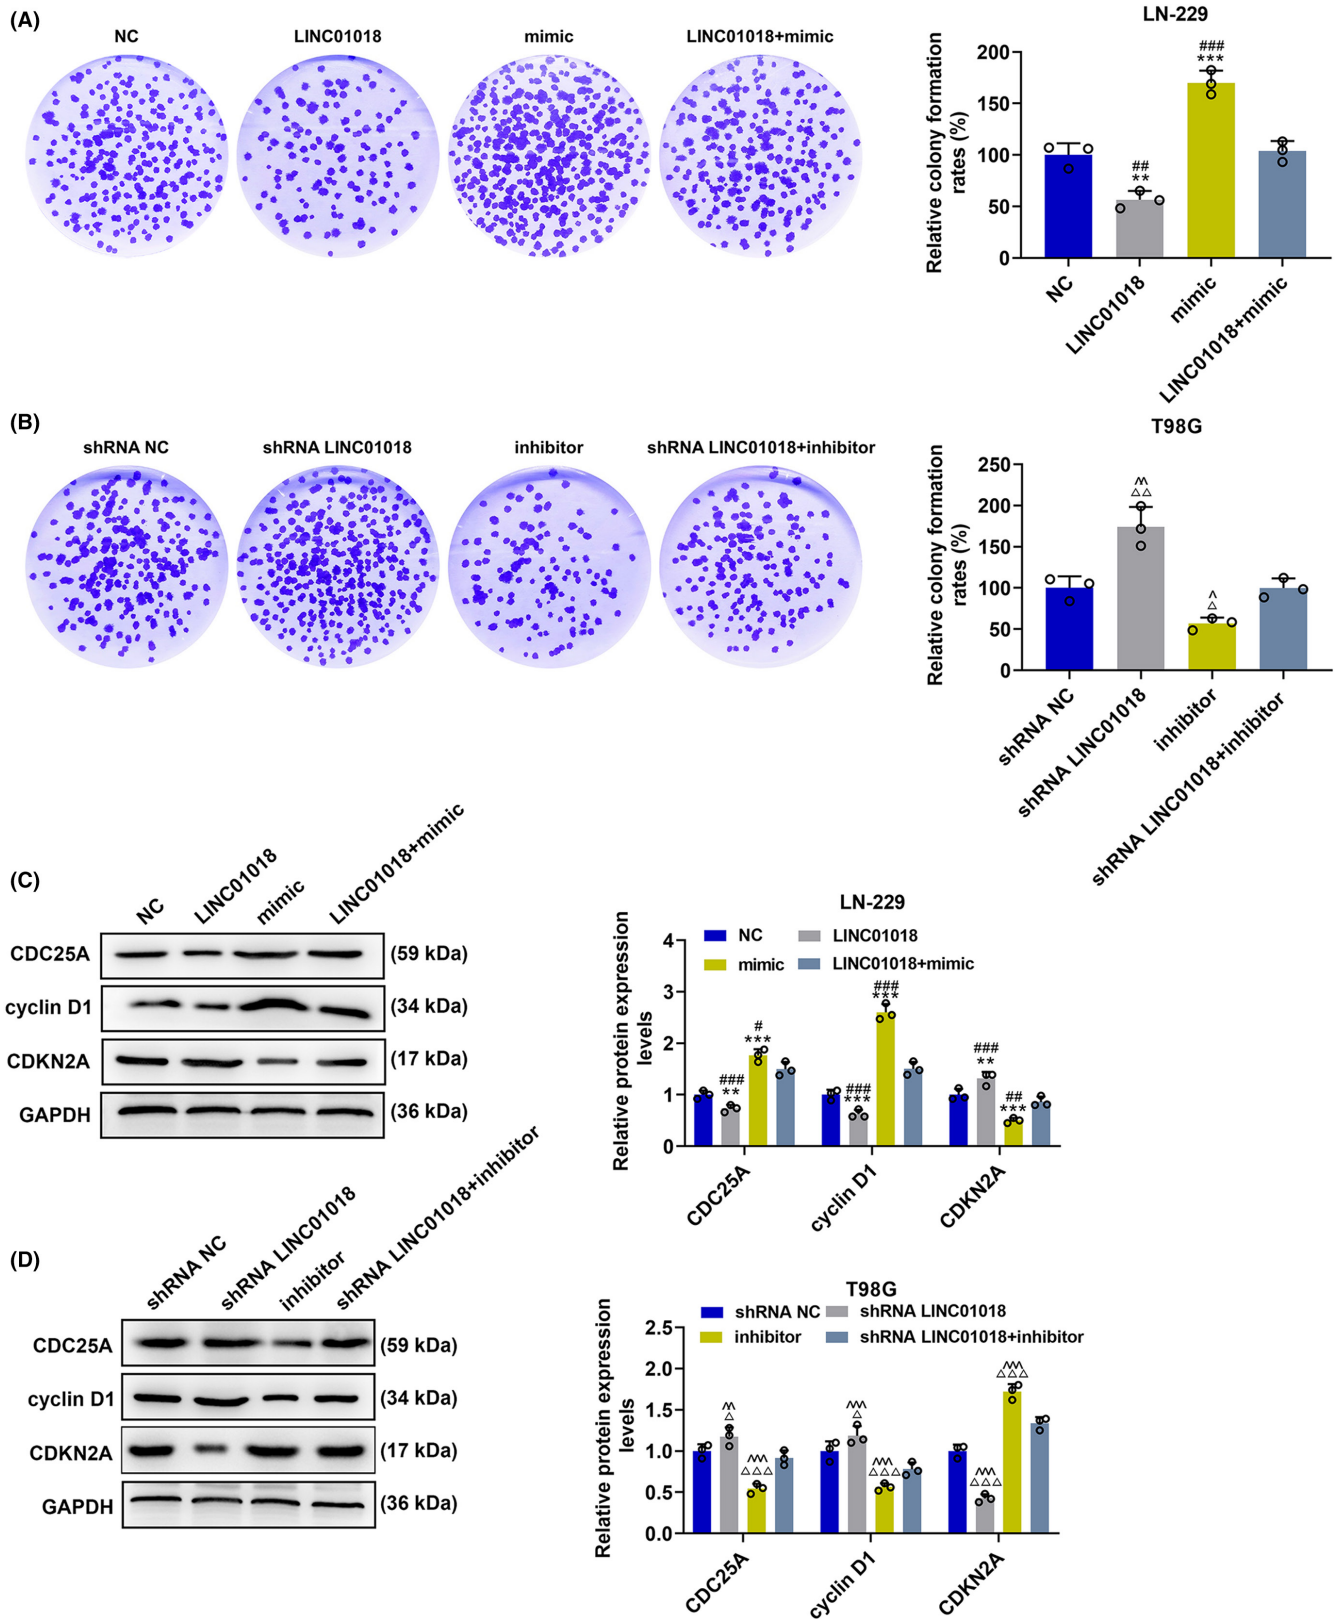 (A)
NC
LINC01018
mimic
LINC01018+mimic
LN-229
Relative colony formation
rates (%)
200
150
100
50
0
###
***
##
**
NC
LINC01018
mimic
LINC01018+mimic
(B)
shRNA NC
shRNA LINC01018
inhibitor
shRNA LINC01018+inhibitor
T98G
Relative colony formation
rates (%)
250
200
150
100
50
0
^^
△△
^
△
shRNA NC
shRNA LINC01018
inhibitor
shRNA LINC01018+inhibitor
(C)
NC
LINC01018
mimic
LINC01018+mimic
CDC25A
(59 kDa)
cyclin D1
(34 kDa)
CDKN2A
(17 kDa)
GAPDH
(36 kDa)
LN-229
NC
LINC01018
mimic
LINC01018+mimic
Relative protein expression
levels
4
3
2
1
0
###
**
#
***
###
***
###
***
###
**
##
***
CDC25A
cyclin D1
CDKN2A
(D)
shRNA NC
shRNA LINC01018
inhibitor
shRNA LINC01018+inhibitor
CDC25A
(59 kDa)
cyclin D1
(34 kDa)
CDKN2A
(17 kDa)
GAPDH
(36 kDa)
T98G
shRNA NC
shRNA LINC01018
inhibitor
shRNA LINC01018+inhibitor
Relative protein expression
levels
2.5
2.0
1.5
1.0
0.5
0.0
^^
△
^^^
△△△
^^^
△
^^^
△△△
^^^
△△△
^^^
△△△
CDC25A
cyclin D1
CDKN2A